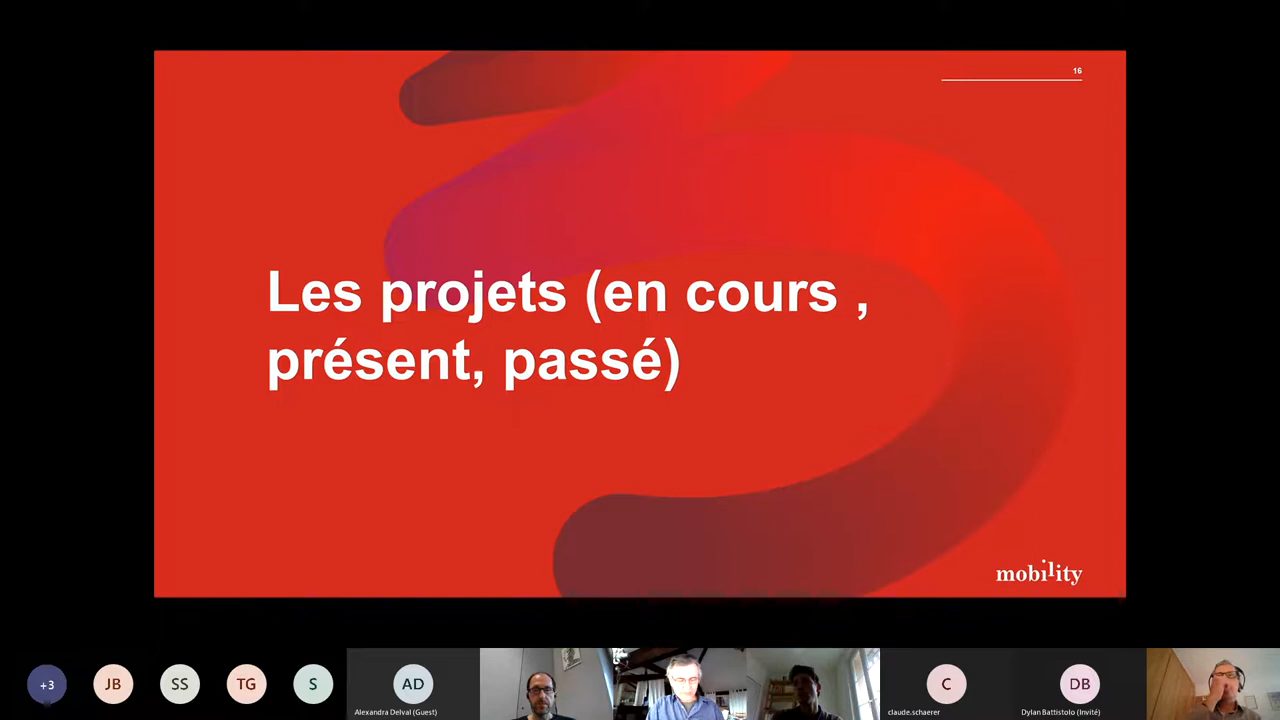 16
Les projets (en cours ,
présent, passé)
mobility
+3
JB
SS
TG
S
AD
Alexandra Delval (Guest)
C
claude.schaerer
DB
Dylan Battistolo (Invité)